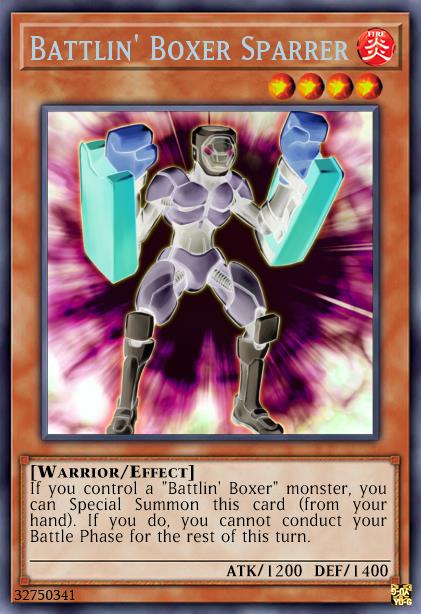 BATTLIN' BOXER SPARRER
FIRE
炎
[WARRIOR/EFFECT]
If you control a "Battlin' Boxer" monster, you
can Special Summon this card (from your
hand). If you do, you cannot conduct your
Battle Phase for the rest of this turn.
ATK/1200 DEF/1400
32750341